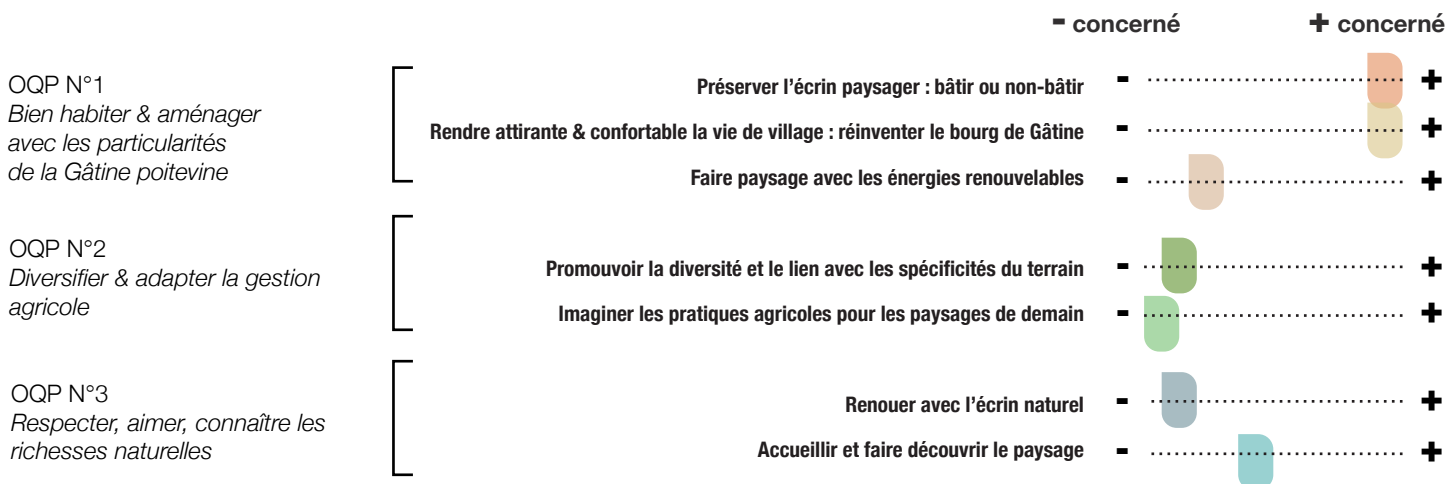 - concerné + concerné
OQP N°1
Bien habiter & aménager
avec les particularités
de la Gâtine poitevine
Préserver l’écrin paysager : bâtir ou non-bâtir - +
Rendre attirante & confortable la vie de village : réinventer le bourg de Gâtine - +
Faire paysage avec les énergies renouvelables - +
OQP N°2
Diversifier & adapter la gestion
agricole
Promouvoir la diversité et le lien avec les spécificités du terrain - +
Imaginer les pratiques agricoles pour les paysages de demain - +
OQP N°3
Respecter, aimer, connaître les
richesses naturelles
Renouer avec l’écrin naturel - +
Accueillir et faire découvrir le paysage - +